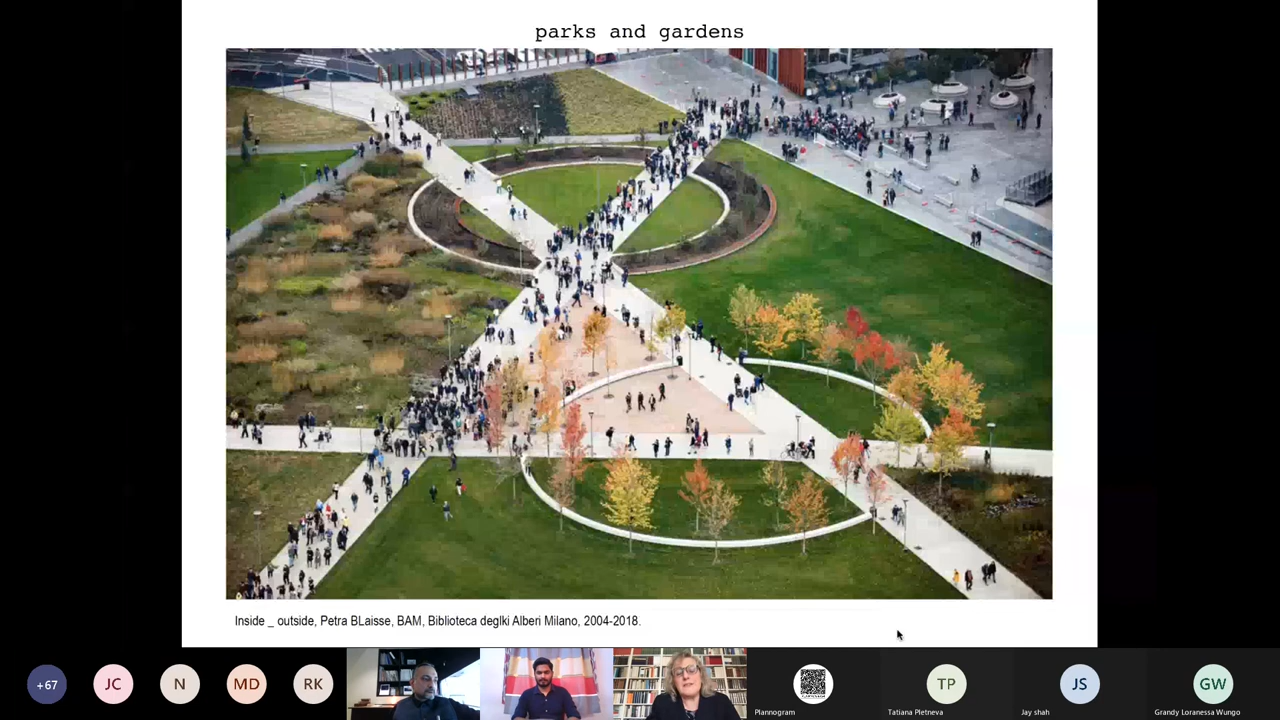 parks and gardens
Inside _ outside, Petra BLaisse, BAM, Biblioteca deglki Alberi Milano, 2004-2018.
+67
JC
N
MD
RK
TP
JS
GW
Plannogram
Tatiana Pletneva
Jay shah
Grandy Loranessa Wungo